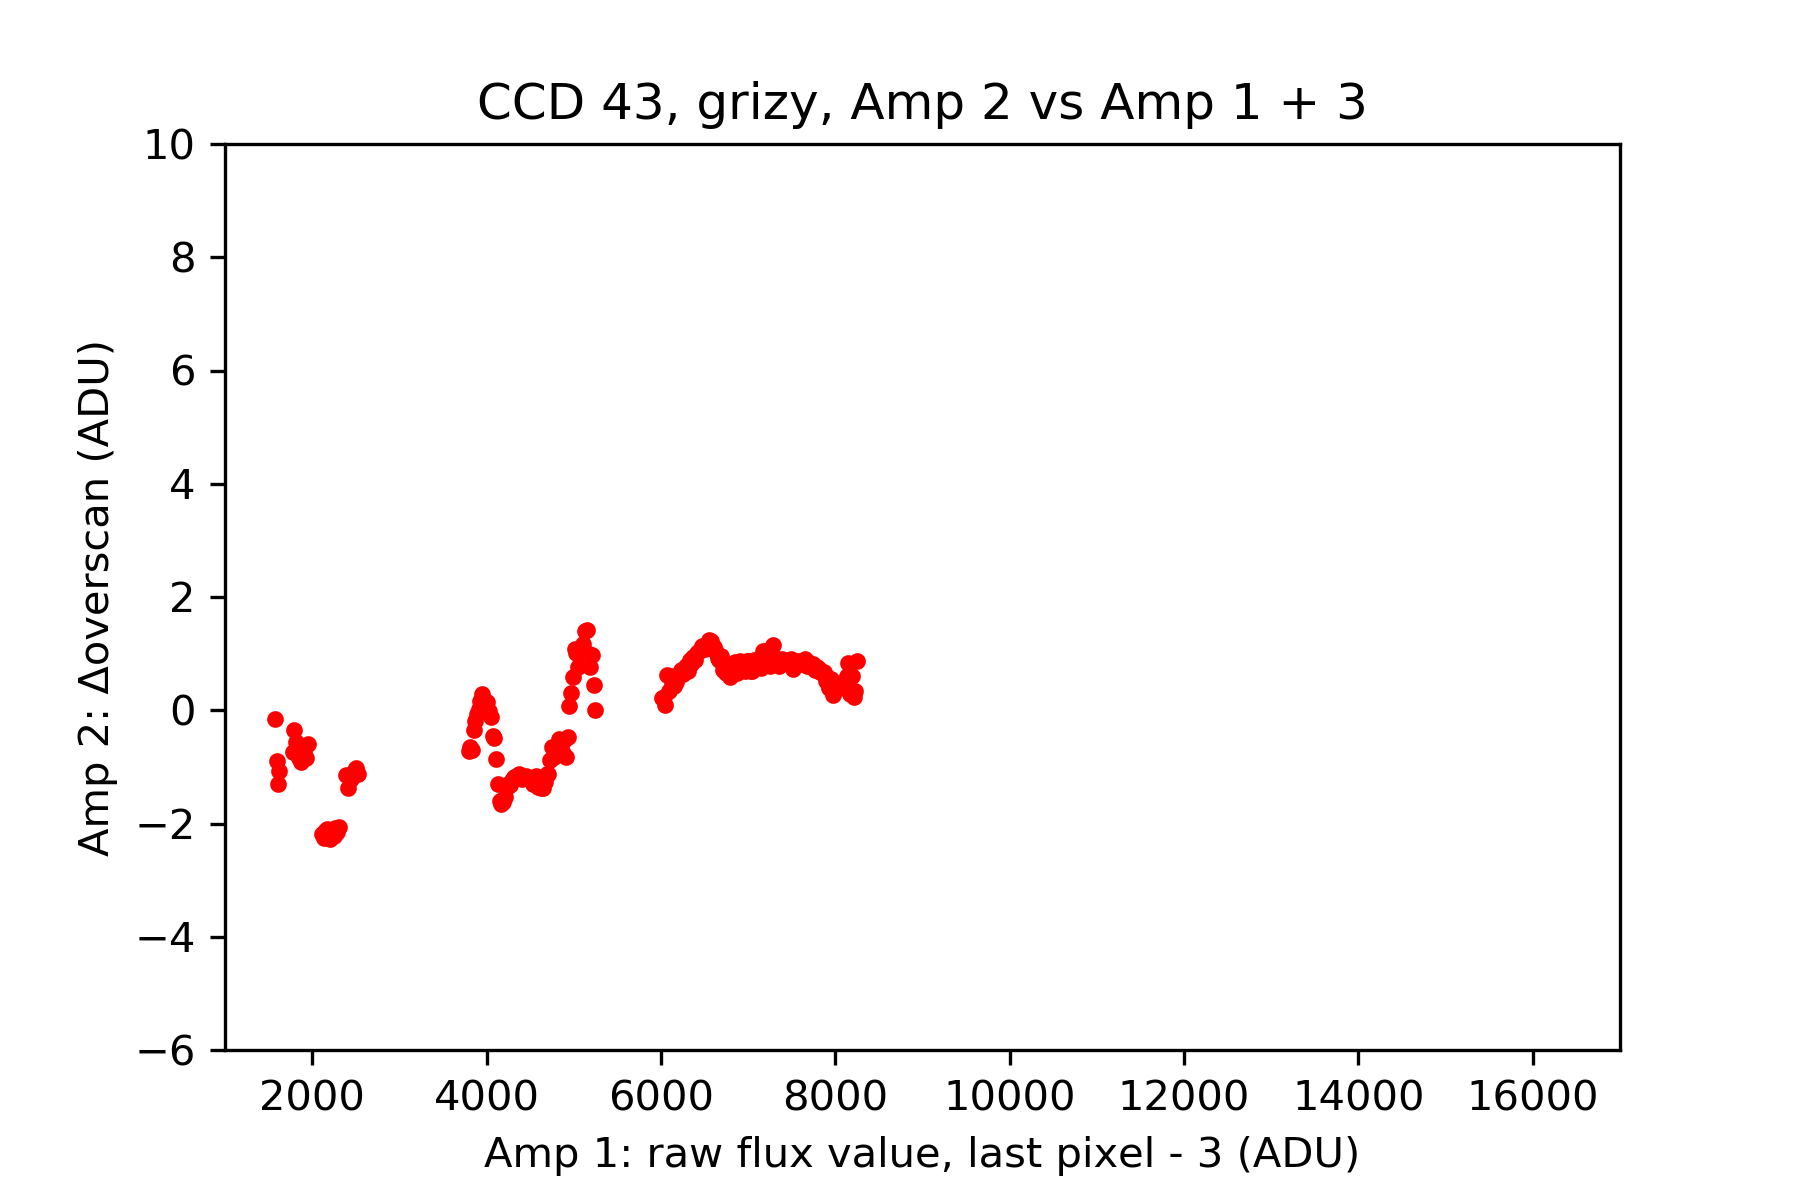 CCD 43, grizy, Amp 2 vs Amp 1 + 3
10
8
6
4
2
0
−2
−4
−6
Amp 2: Δoverscan (ADU)
2000 4000 6000 8000 10000 12000 14000 16000
Amp 1: raw flux value, last pixel - 3 (ADU)